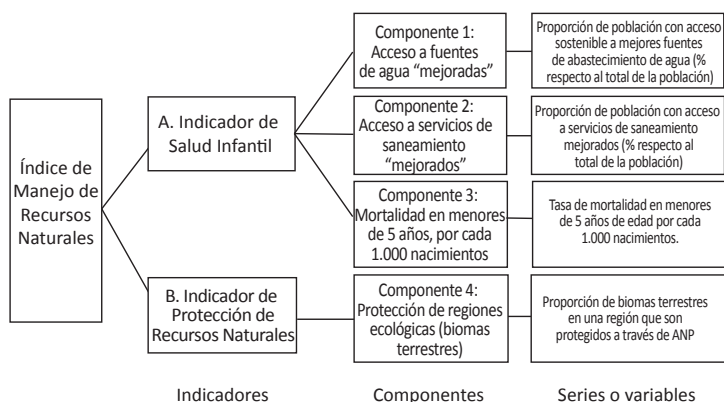 Índice de
Manejo de
Recursos
Naturales
A. Indicador de
Salud Infantil
B. Indicador de
Protección de
Recursos Naturales
Componente 1:
Acceso a fuentes
de agua “mejoradas”
Componente 2:
Acceso a servicios de
saneamiento
“mejorados”
Componente 3:
Mortalidad en menores
de 5 años, por cada
1.000 nacimientos
Componente 4:
Protección de regiones
ecológicas (biomas
terrestres)
Proporción de población con acceso
sostenible a mejores fuentes
de abastecimiento de agua (%
respecto al total de la población)
Proporción de población con acceso
a servicios de saneamiento
mejorados (% respecto al
total de la población)
Tasa de mortalidad en menores
de 5 años de edad por cada
1.000 nacimientos.
Proporción de biomas terrestres
en una región que son
protegidos a través de ANP
Indicadores
Componentes
Series o variables